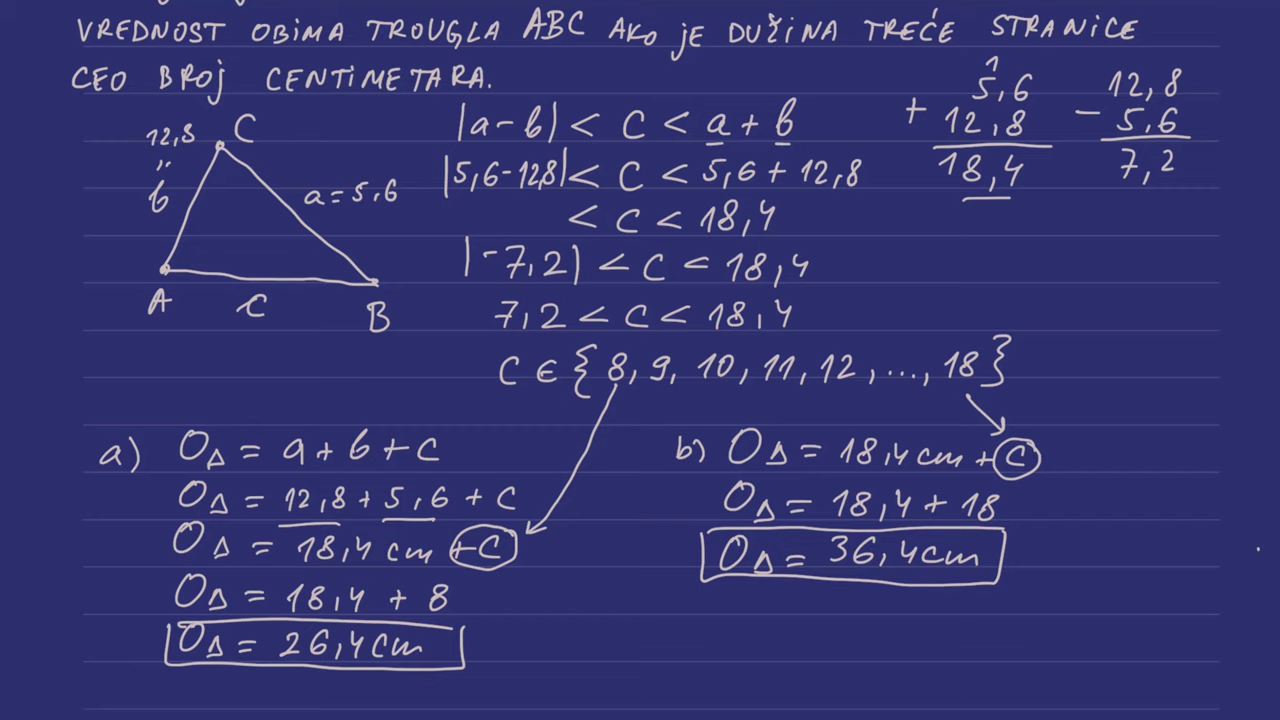 VREDNOST OBIMA TROUGLA ABC AKO JE DUŽINA TREĆE STRANICE
CEO BROJ CENTIMETARA.
1
5,6
+ 12,8
18,4
12,8
- 5,6
7,2
12,8
"
b
C
a = 5,6
A
c
B
|a-b| < c < a + b
|5,6-12,8| < c < 5,6 + 12,8
< c < 18,4
|-7,2| < c < 18,4
7,2 < c < 18,4
c ∈ {8, 9, 10, 11, 12, ..., 18}
a) O△ = a + b + c
O△ = 12,8 + 5,6 + c
O△ = 18,4 cm + c
O△ = 18,4 + 8
O△ = 26,4 cm
b) O△ = 18,4 cm + c
O△ = 18,4 + 18
O△ = 36,4 cm